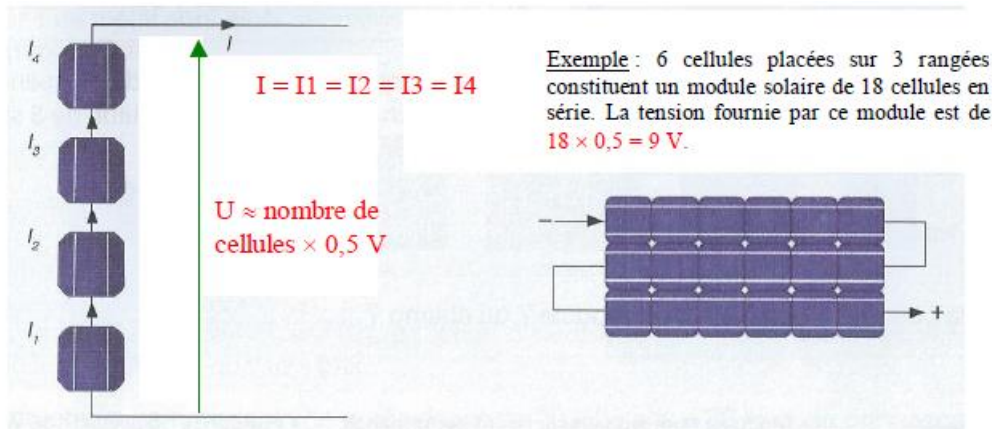 I4
I
I = I1 = I2 = I3 = I4
I3
I2
U ≈ nombre de
cellules × 0,5 V
I1
Exemple : 6 cellules placées sur 3 rangées
constituent un module solaire de 18 cellules en
série. La tension fournie par ce module est de
18 × 0,5 = 9 V.
−
+